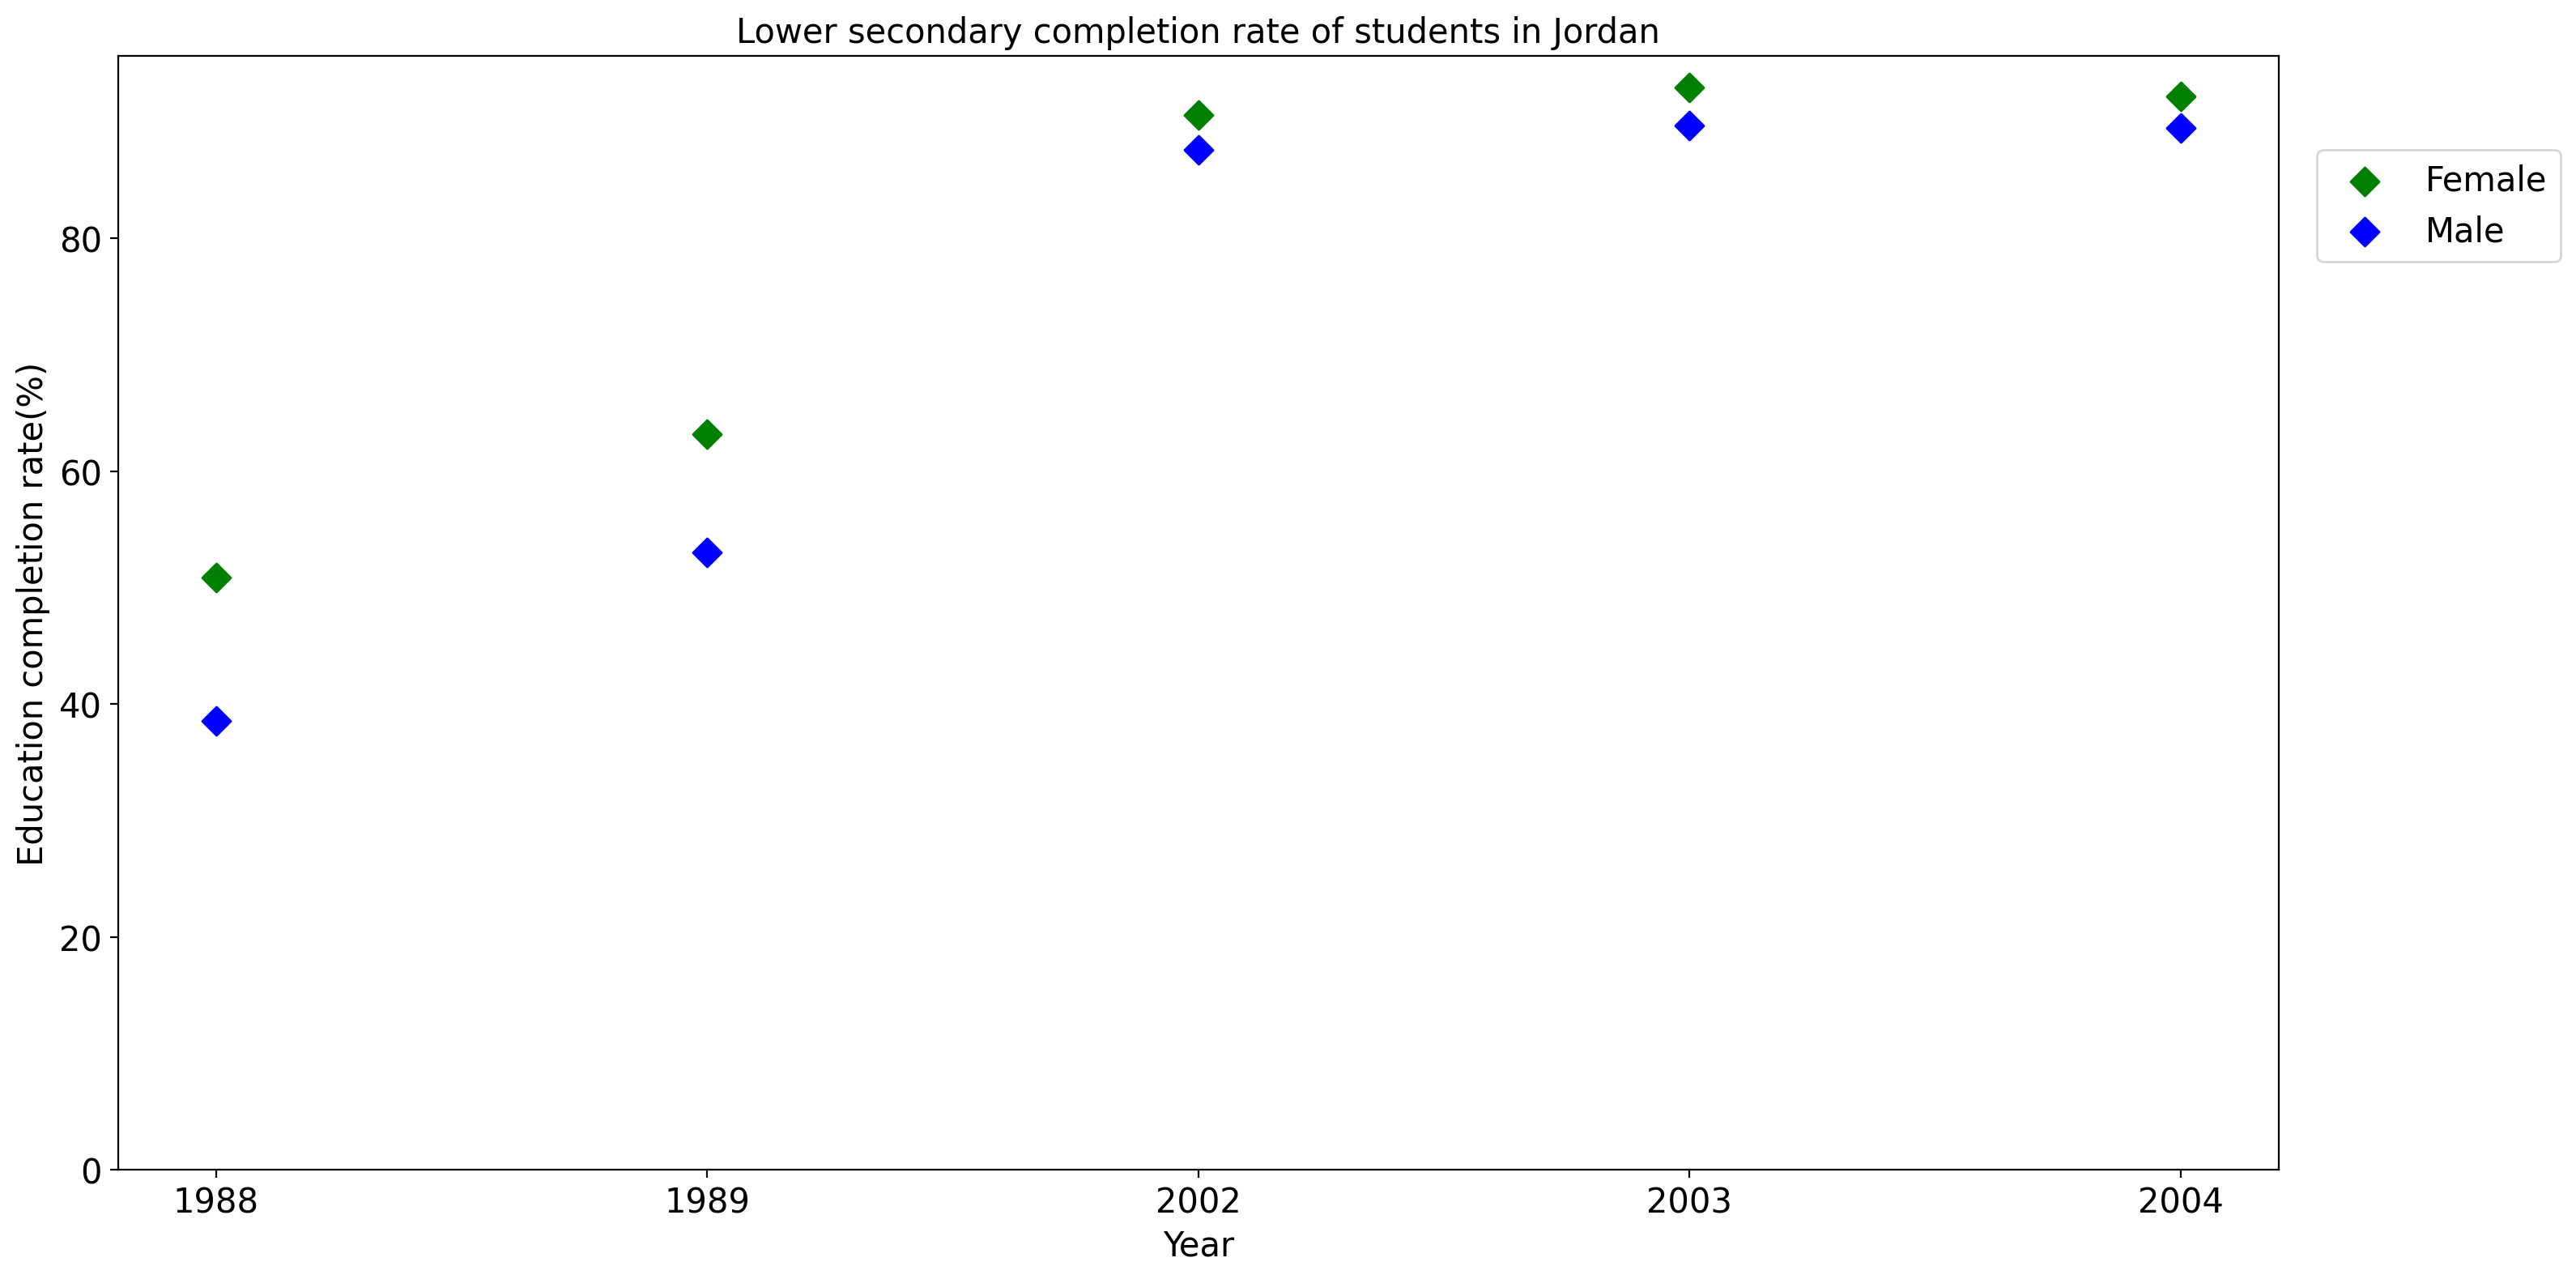 Lower secondary completion rate of students in Jordan
Education completion rate(%)
80
60
40
20
0
1988
1989
2002
2003
2004
Year
Female
Male